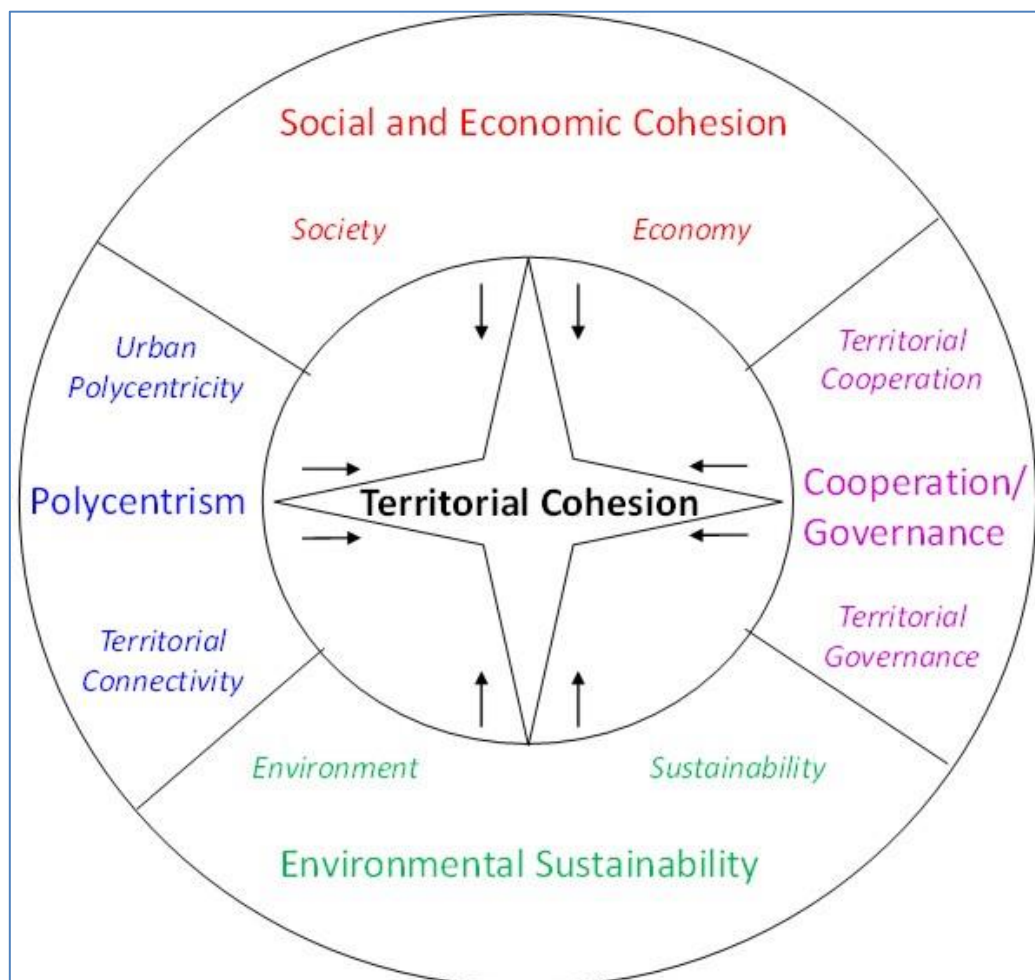 Social and Economic Cohesion
Society
Economy
Urban
Polycentricity
Territorial
Cooperation
Polycentrism
Territorial Cohesion
Cooperation/
Governance
Territorial
Connectivity
Territorial
Governance
Environment
Sustainability
Environmental Sustainability